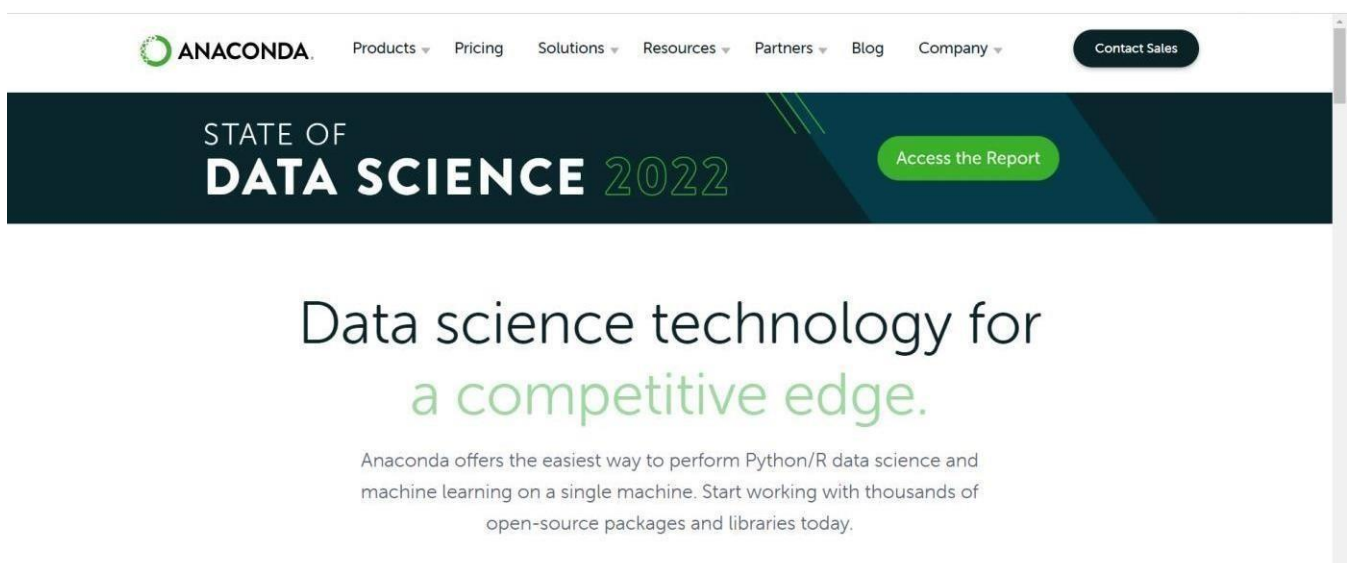 ANACONDA.
Products Pricing Solutions Resources Partners Blog Company Contact Sales
STATE OF
DATA SCIENCE 2022
Access the Report
Data science technology for
a competitive edge.
Anaconda offers the easiest way to perform Python/R data science and
machine learning on a single machine. Start working with thousands of
open-source packages and libraries today.